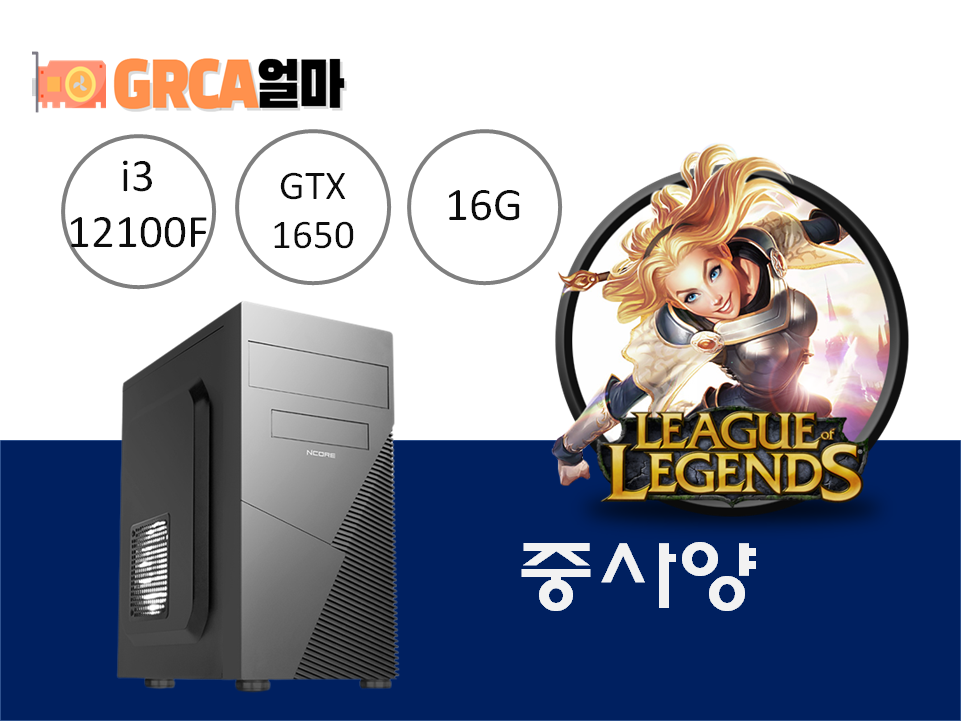 GRCA얼마
i3
12100F
GTX
1650
16G
NCORE
LEAGUE of
LEGENDS
중사양